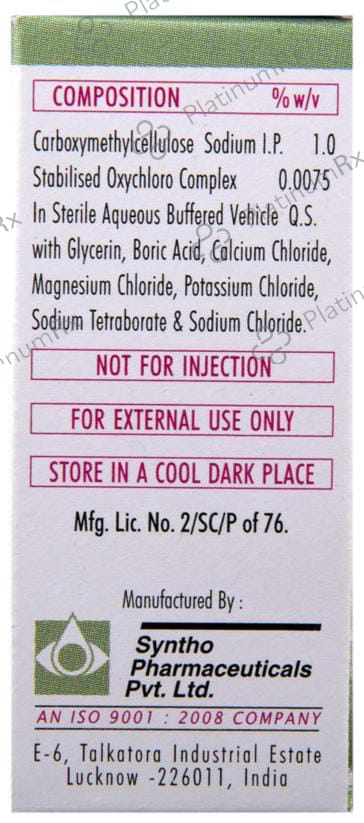 COMPOSITION % w/v
Carboxymethylcellulose Sodium I.P. 1.0
Stabilised Oxychloro Complex 0.0075
In Sterile Aqueous Buffered Vehicle Q.S.
with Glycerin, Boric Acid, Calcium Chloride,
Magnesium Chloride, Potassium Chloride,
Sodium Tetraborate & Sodium Chloride.
NOT FOR INJECTION
FOR EXTERNAL USE ONLY
STORE IN A COOL DARK PLACE
Mfg. Lic. No. 2/SC/P of 76.
Manufactured By :
Syntho
Pharmaceuticals
Pvt. Ltd.
AN ISO 9001 : 2008 COMPANY
E-6, Talkatora Industrial Estate
Lucknow -226011, India
PlatinumRx